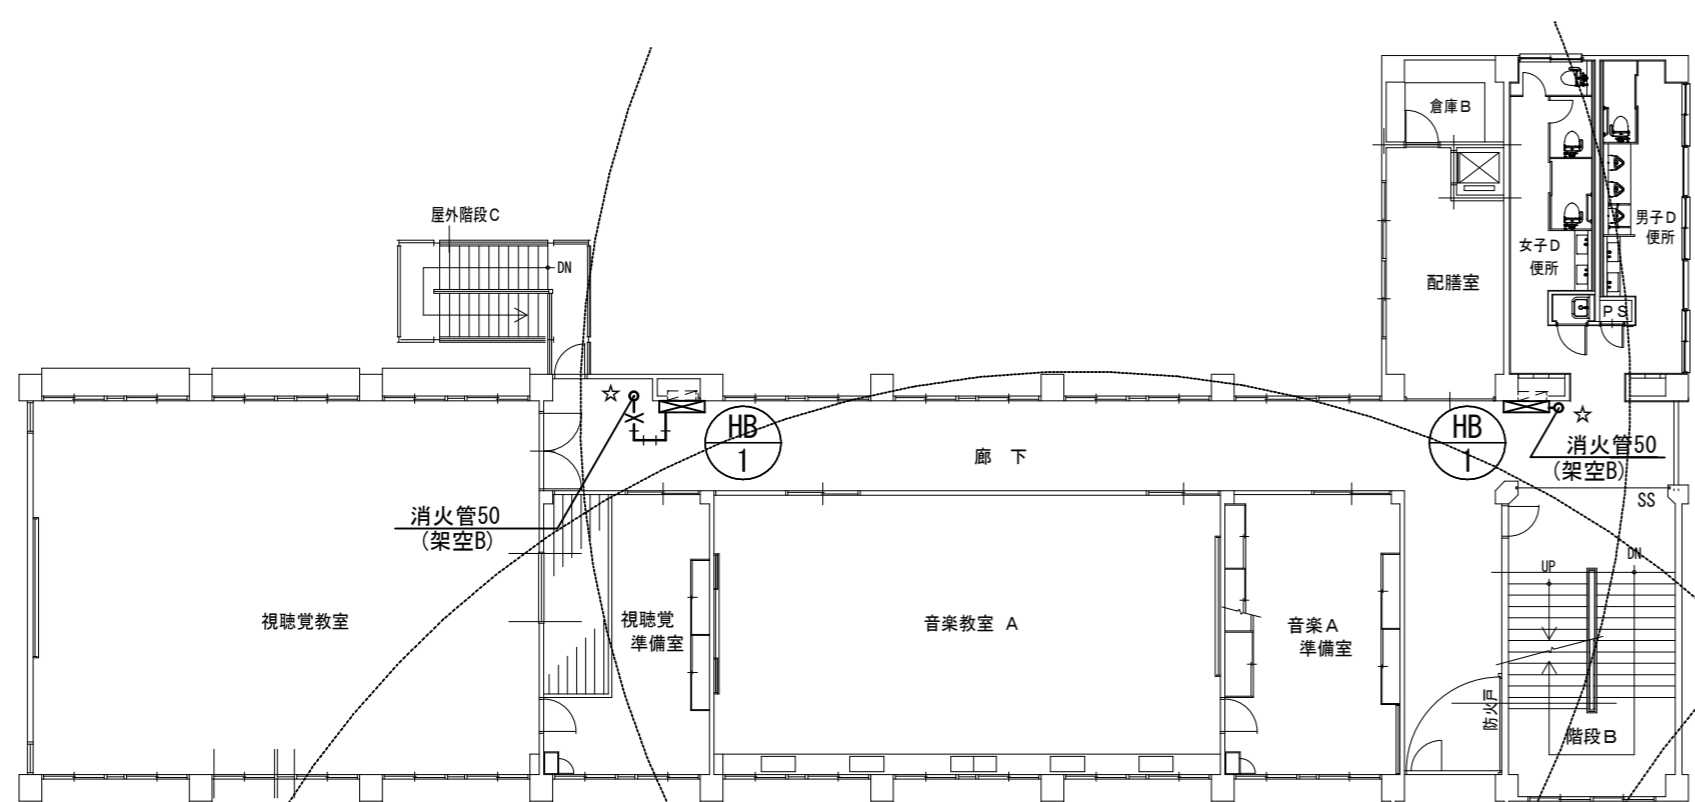 倉庫B
屋外階段C
DN
女子D
便所
男子D
便所
PS
配膳室
☆
HB
1
廊 下
HB
1
☆
消火管50
(架空B)
SS
消火管50
(架空B)
視聴覚教室
視聴覚
準備室
音楽教室 A
音楽A
準備室
防火戸
UP
DN
階段B